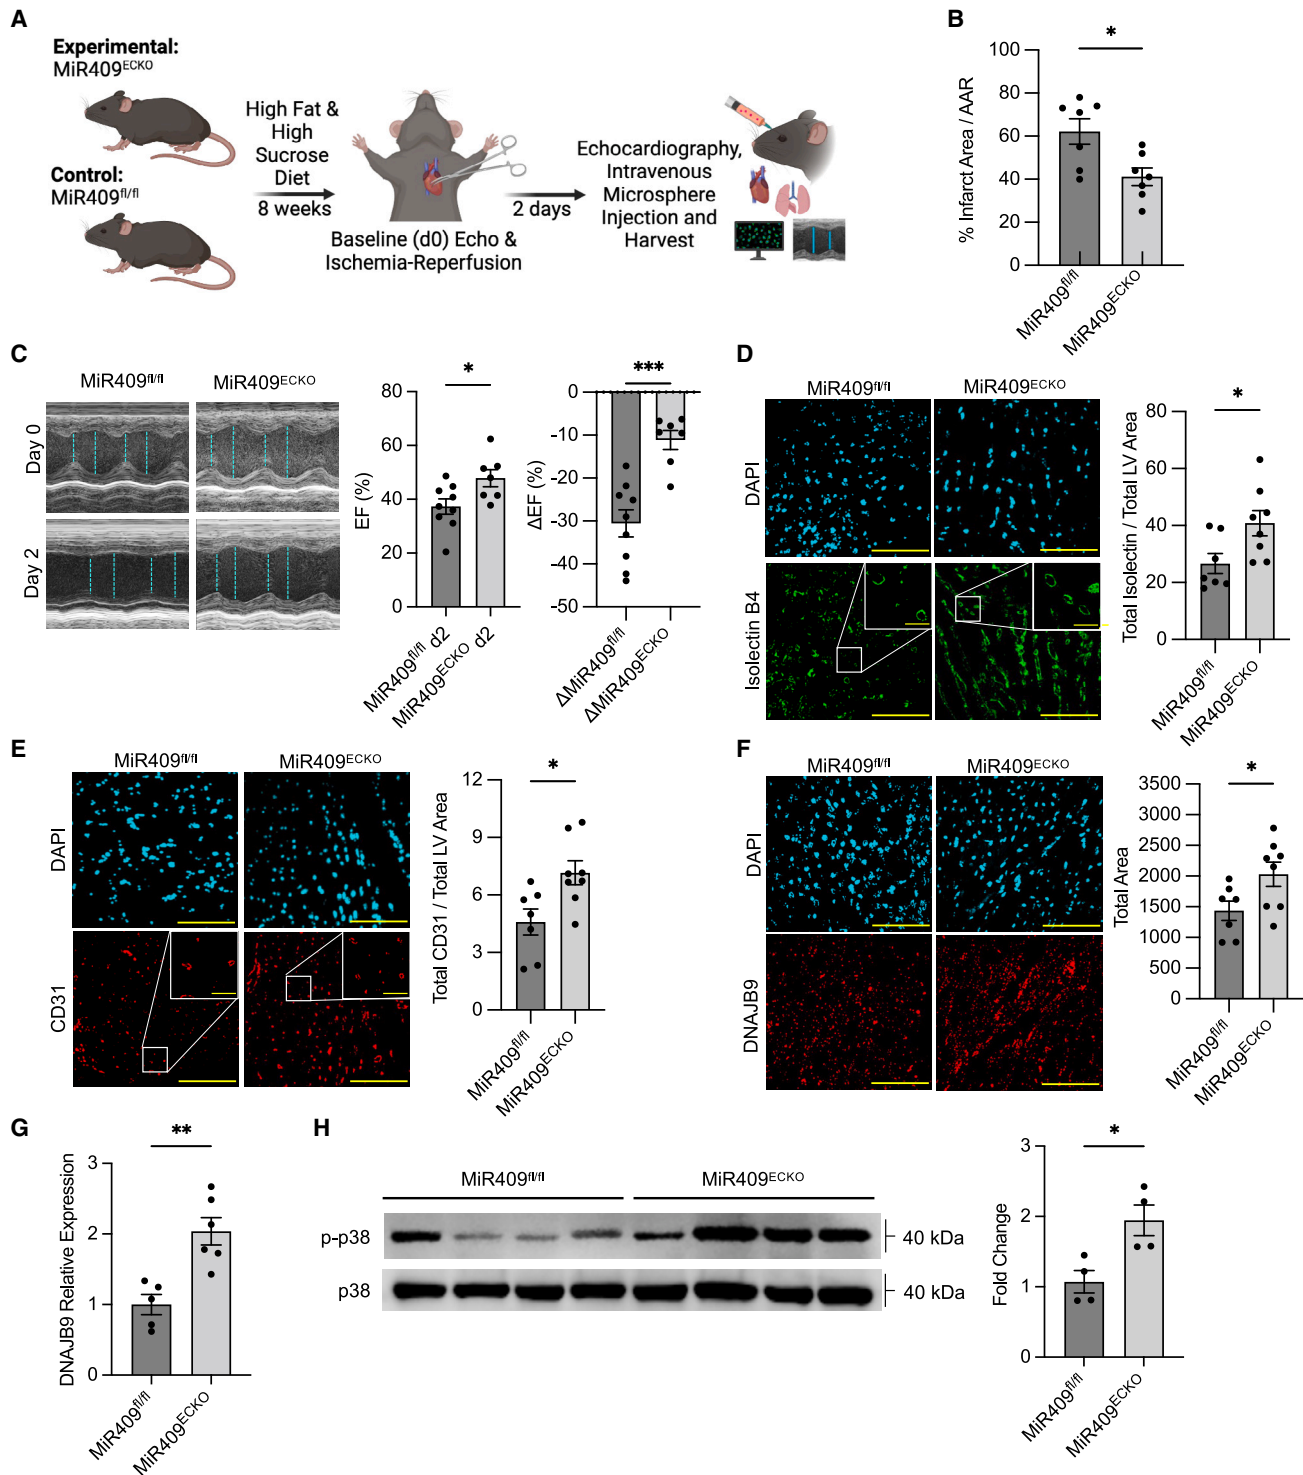 A
Experimental:
MiR409ECKO
Control:
MiR409fl/fl
High Fat &
High
Sucrose
Diet
8 weeks
Baseline (d0) Echo &
Ischemia-Reperfusion
2 days
Echocardiography,
Intravenous
Microsphere
Injection and
Harvest
B
*
% Infarct Area / AAR
100
80
60
40
20
0
MiR409fl/fl
MiR409ECKO
C
MiR409fl/fl
MiR409ECKO
Day 0
Day 2
*
EF (%)
80
60
40
20
0
MiR409fl/fl d2
MiR409ECKO d2
***
ΔEF (%)
0
-10
-20
-30
-40
-50
ΔMiR409fl/fl
ΔMiR409ECKO
D
MiR409fl/fl
MiR409ECKO
DAPI
Isolectin B4
*
Total Isolectin / Total LV Area
80
60
40
20
0
MiR409fl/fl
MiR409ECKO
E
MiR409fl/fl
MiR409ECKO
DAPI
CD31
*
Total CD31 / Total LV Area
12
9
6
3
0
MiR409fl/fl
MiR409ECKO
F
MiR409fl/fl
MiR409ECKO
DAPI
DNAJB9
*
Total Area
3500
3000
2500
2000
1500
1000
500
0
MiR409fl/fl
MiR409ECKO
G
**
DNAJB9 Relative Expression
3
2
1
0
MiR409fl/fl
MiR409ECKO
H
MiR409fl/fl
MiR409ECKO
p-p38
40 kDa
p38
40 kDa
*
Fold Change
3
2
1
0
MiR409fl/fl
MiR409ECKO